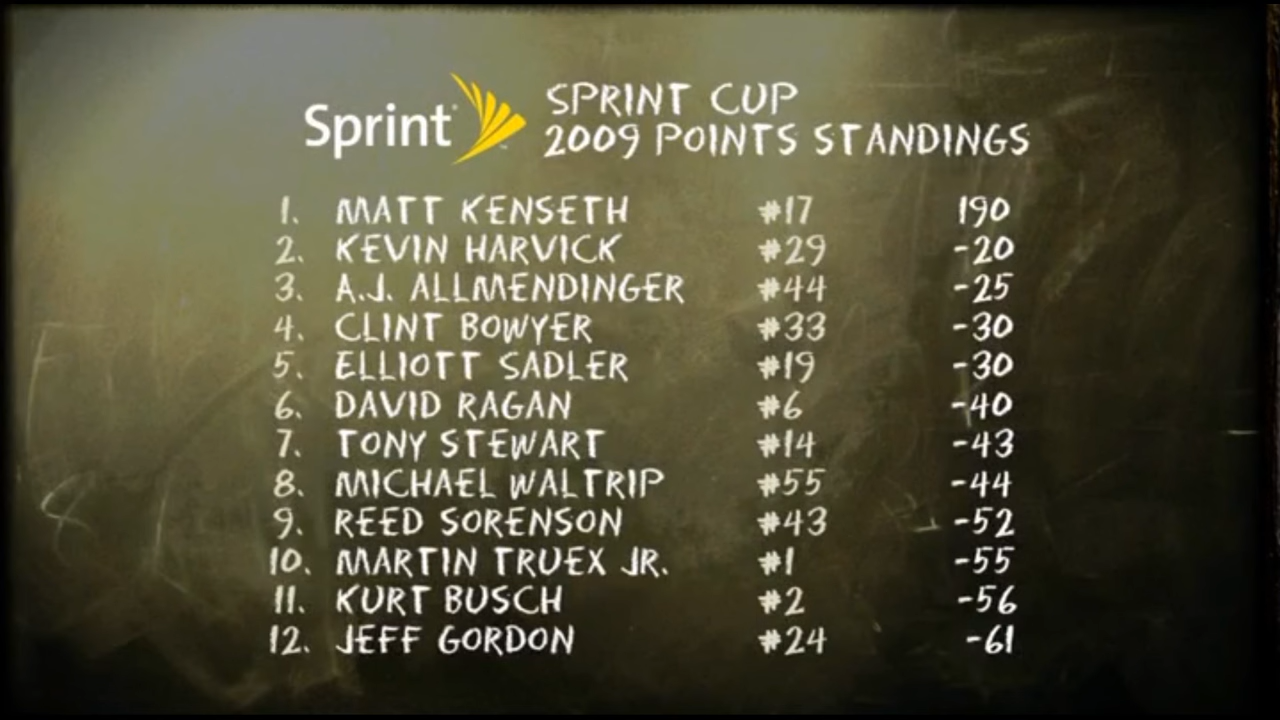 Sprint
SPRINT CUP
2009 POINTS STANDINGS
1. MATT KENSETH #17 190
2. KEVIN HARVICK #29 -20
3. A.J. ALLMENDINGER #44 -25
4. CLINT BOWYER #33 -30
5. ELLIOTT SADLER #19 -30
6. DAVID RAGAN #6 -40
7. TONY STEWART #14 -43
8. MICHAEL WALTRIP #55 -44
9. REED SORENSON #43 -52
10. MARTIN TRUEX JR. #1 -55
11. KURT BUSCH #2 -56
12. JEFF GORDON #24 -61